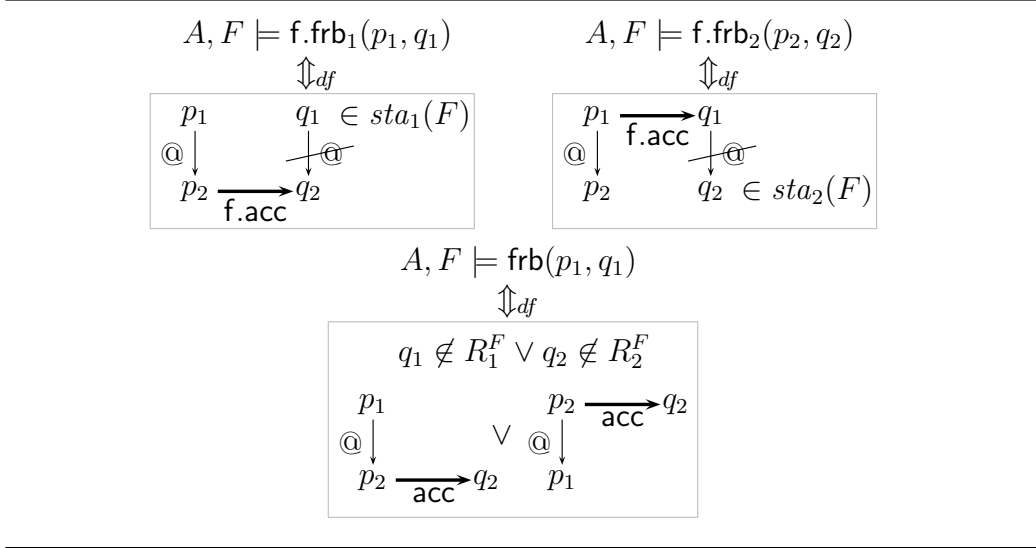 A, F ⊨ f.frb₁(p₁, q₁) A, F ⊨ f.frb₂(p₂, q₂)
⇕df ⇕df
p₁ q₁ ∈ sta₁(F) p₁ f.acc q₁
@ @ @ @
p₂ f.acc q₂ p₂ q₂ ∈ sta₂(F)
A, F ⊨ frb(p₁, q₁)
⇕df
q₁ ∉ R₁^F ∨ q₂ ∉ R₂^F
p₁ p₂ acc q₂
@ ∨ @
p₂ acc q₂ p₁